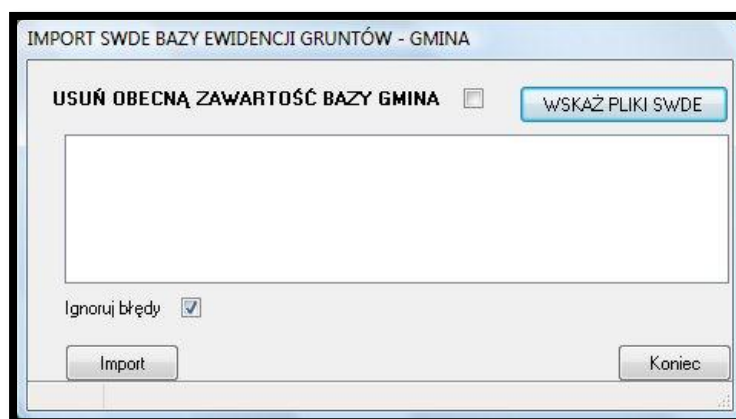 IMPORT SWDE BAZY EWIDENCJI GRUNTÓW - GMINA
USUŃ OBECNĄ ZAWARTOŚĆ BAZY GMINA
WSKAŻ PLIKI SWDE
Ignoruj błędy
Import
Koniec